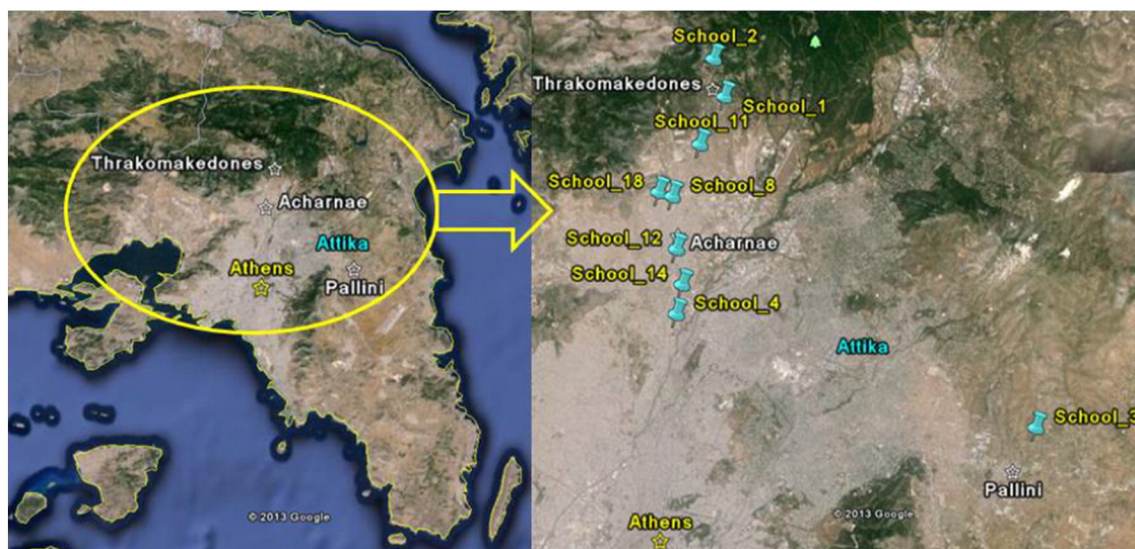 Thrakomakedones
Acharnae
Attika
Athens
Pallini
© 2013 Google
School_2
Thrakomakedones
School_1
School_11
School_18
School_8
School_12
Acharnae
School_14
School_4
Attika
School_3
Pallini
© 2013 Google
Athens